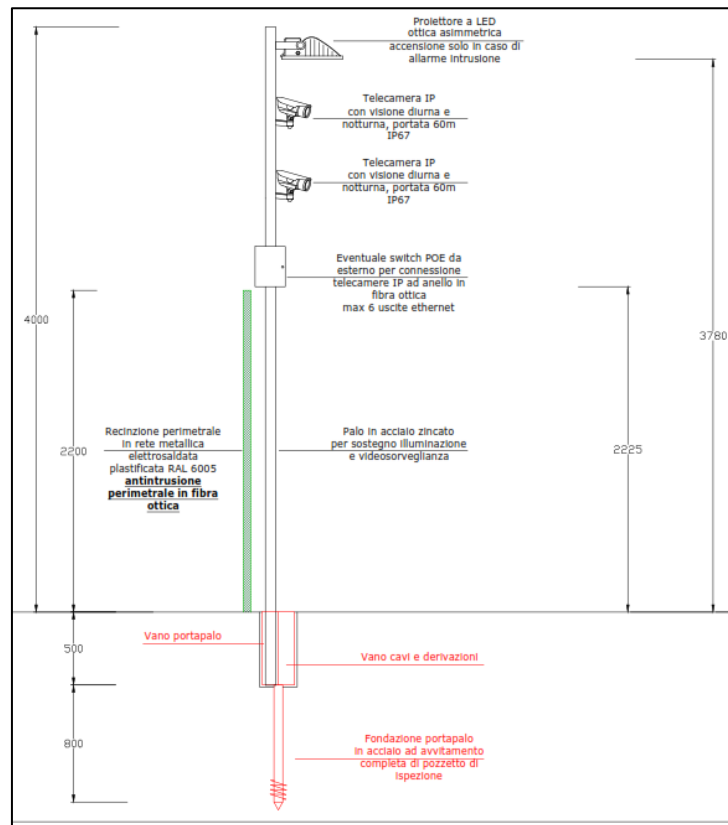 Proiettore a LED
ottica asimmetrica
accensione solo in caso di
allarme intrusione
Telecamera IP
con visione diurna e
notturna, portata 60m
IP67
Telecamera IP
con visione diurna e
notturna, portata 60m
IP67
Eventuale switch POE da
esterno per connessione
telecamere IP ad anello in
fibra ottica
max 6 uscite ethernet
4000
3780
Recinzione perimetrale
in rete metallica
elettrosaldata
plastificata RAL 6005
antintrusione
perimetrale in fibra
ottica
2200
Palo in acciaio zincato
per sostegno illuminazione
e videosorveglianza
2225
Vano portapalo
500
Vano cavi e derivazioni
800
Fondazione portapalo
in acciaio ad avvitamento
completa di pozzetto di
ispezione